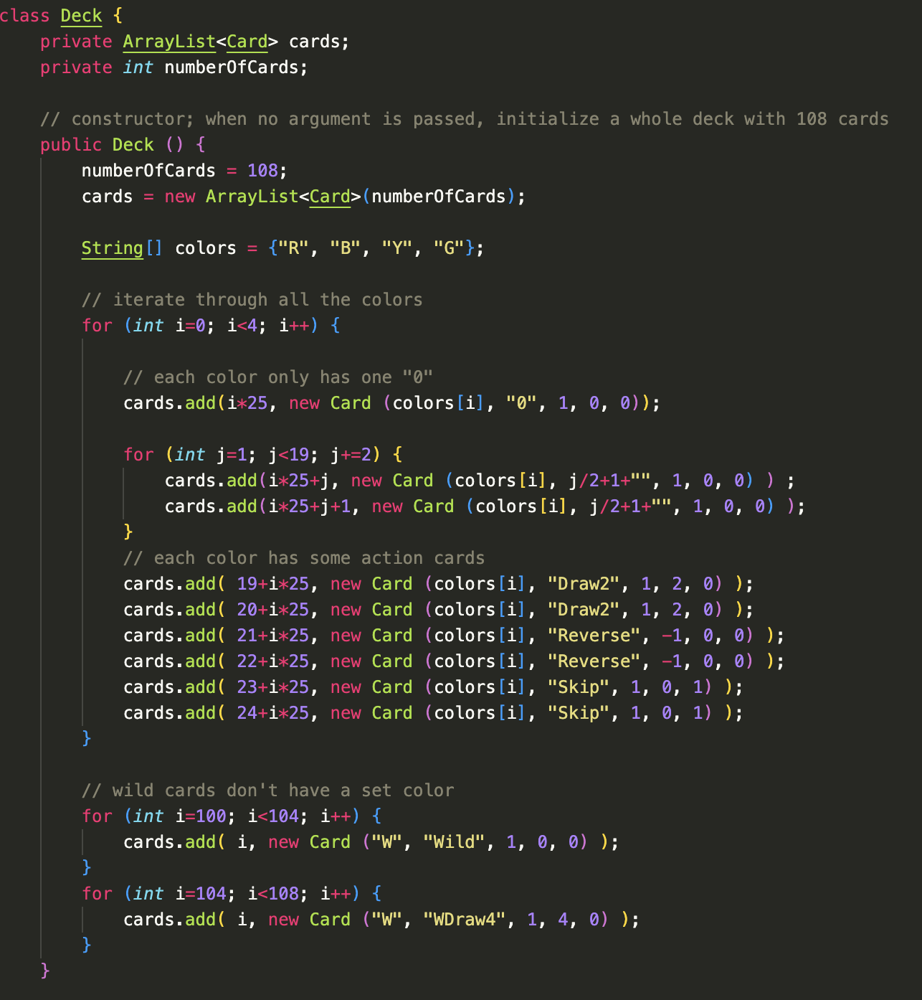 class Deck {
    private ArrayList<Card> cards;
    private int numberOfCards;

    // constructor; when no argument is passed, initialize a whole deck with 108 cards
    public Deck () {
        numberOfCards = 108;
        cards = new ArrayList<Card>(numberOfCards);

        String[] colors = {"R", "B", "Y", "G"};

        // iterate through all the colors
        for (int i=0; i<4; i++) {

            // each color only has one "0"
            cards.add(i*25, new Card (colors[i], "0", 1, 0, 0));

            for (int j=1; j<19; j+=2) {
                cards.add(i*25+j, new Card (colors[i], j/2+1+"", 1, 0, 0) ) ;
                cards.add(i*25+j+1, new Card (colors[i], j/2+1+"", 1, 0, 0) );
            }
            // each color has some action cards
            cards.add( 19+i*25, new Card (colors[i], "Draw2", 1, 2, 0) );
            cards.add( 20+i*25, new Card (colors[i], "Draw2", 1, 2, 0) );
            cards.add( 21+i*25, new Card (colors[i], "Reverse", -1, 0, 0) );
            cards.add( 22+i*25, new Card (colors[i], "Reverse", -1, 0, 0) );
            cards.add( 23+i*25, new Card (colors[i], "Skip", 1, 0, 1) );
            cards.add( 24+i*25, new Card (colors[i], "Skip", 1, 0, 1) );
        }

        // wild cards don't have a set color
        for (int i=100; i<104; i++) {
            cards.add( i, new Card ("W", "Wild", 1, 0, 0) );
        }
        for (int i=104; i<108; i++) {
            cards.add( i, new Card ("W", "WDraw4", 1, 4, 0) );
        }
    }